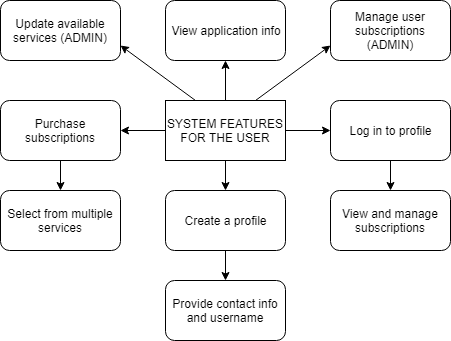 Update available
services (ADMIN)
View application info
Manage user
subscriptions
(ADMIN)
Purchase
subscriptions
SYSTEM FEATURES
FOR THE USER
Log in to profile
Select from multiple
services
Create a profile
View and manage
subscriptions
Provide contact info
and username